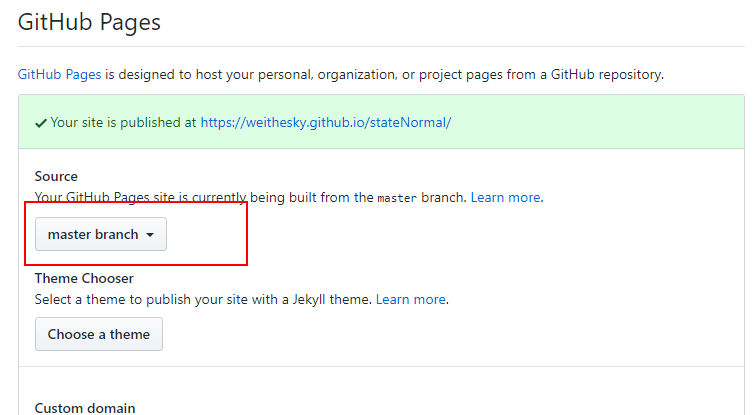 GitHub Pages
GitHub Pages is designed to host your personal, organization, or project pages from a GitHub repository.
Your site is published at https://weithesky.github.io/stateNormal/
Source
Your GitHub Pages site is currently being built from the master branch. Learn more.
master branch
Theme Chooser
Select a theme to publish your site with a Jekyll theme. Learn more.
Choose a theme
Custom domain